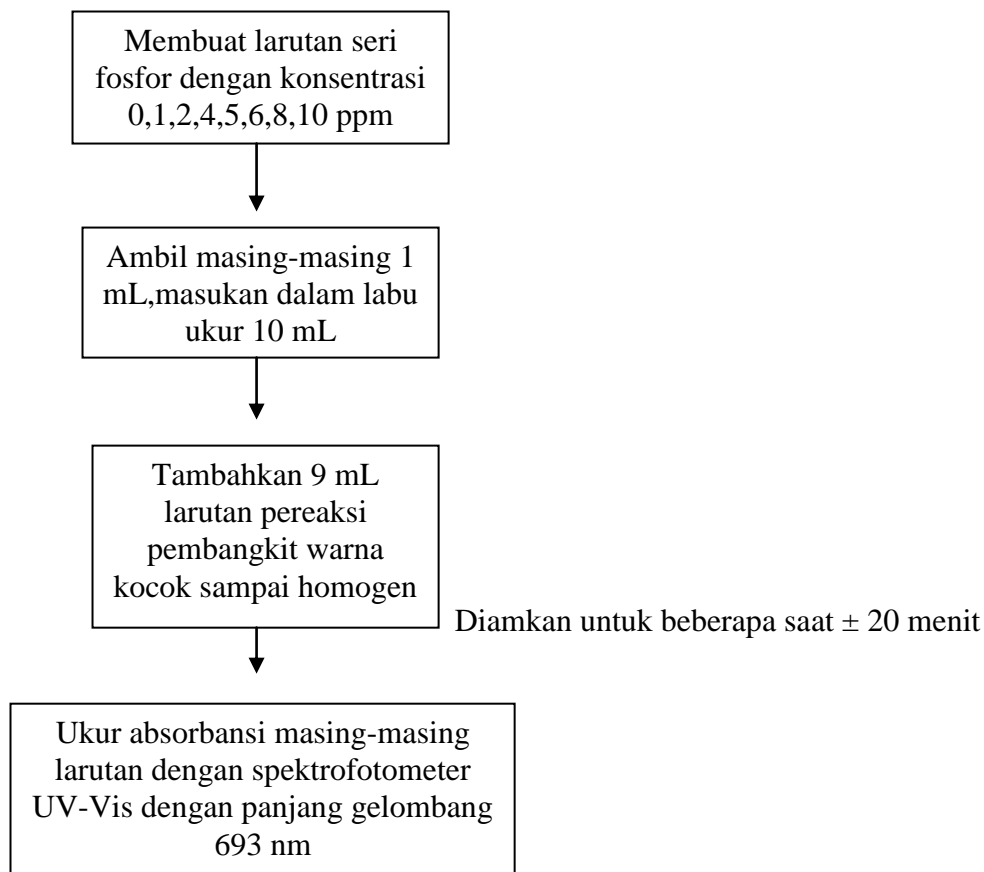 Membuat larutan seri
fosfor dengan konsentrasi
0,1,2,4,5,6,8,10 ppm
Ambil masing-masing 1
mL,masukan dalam labu
ukur 10 mL
Tambahkan 9 mL
larutan pereaksi
pembangkit warna
kocok sampai homogen
Diamkan untuk beberapa saat ± 20 menit
Ukur absorbansi masing-masing
larutan dengan spektrofotometer
UV-Vis dengan panjang gelombang
693 nm